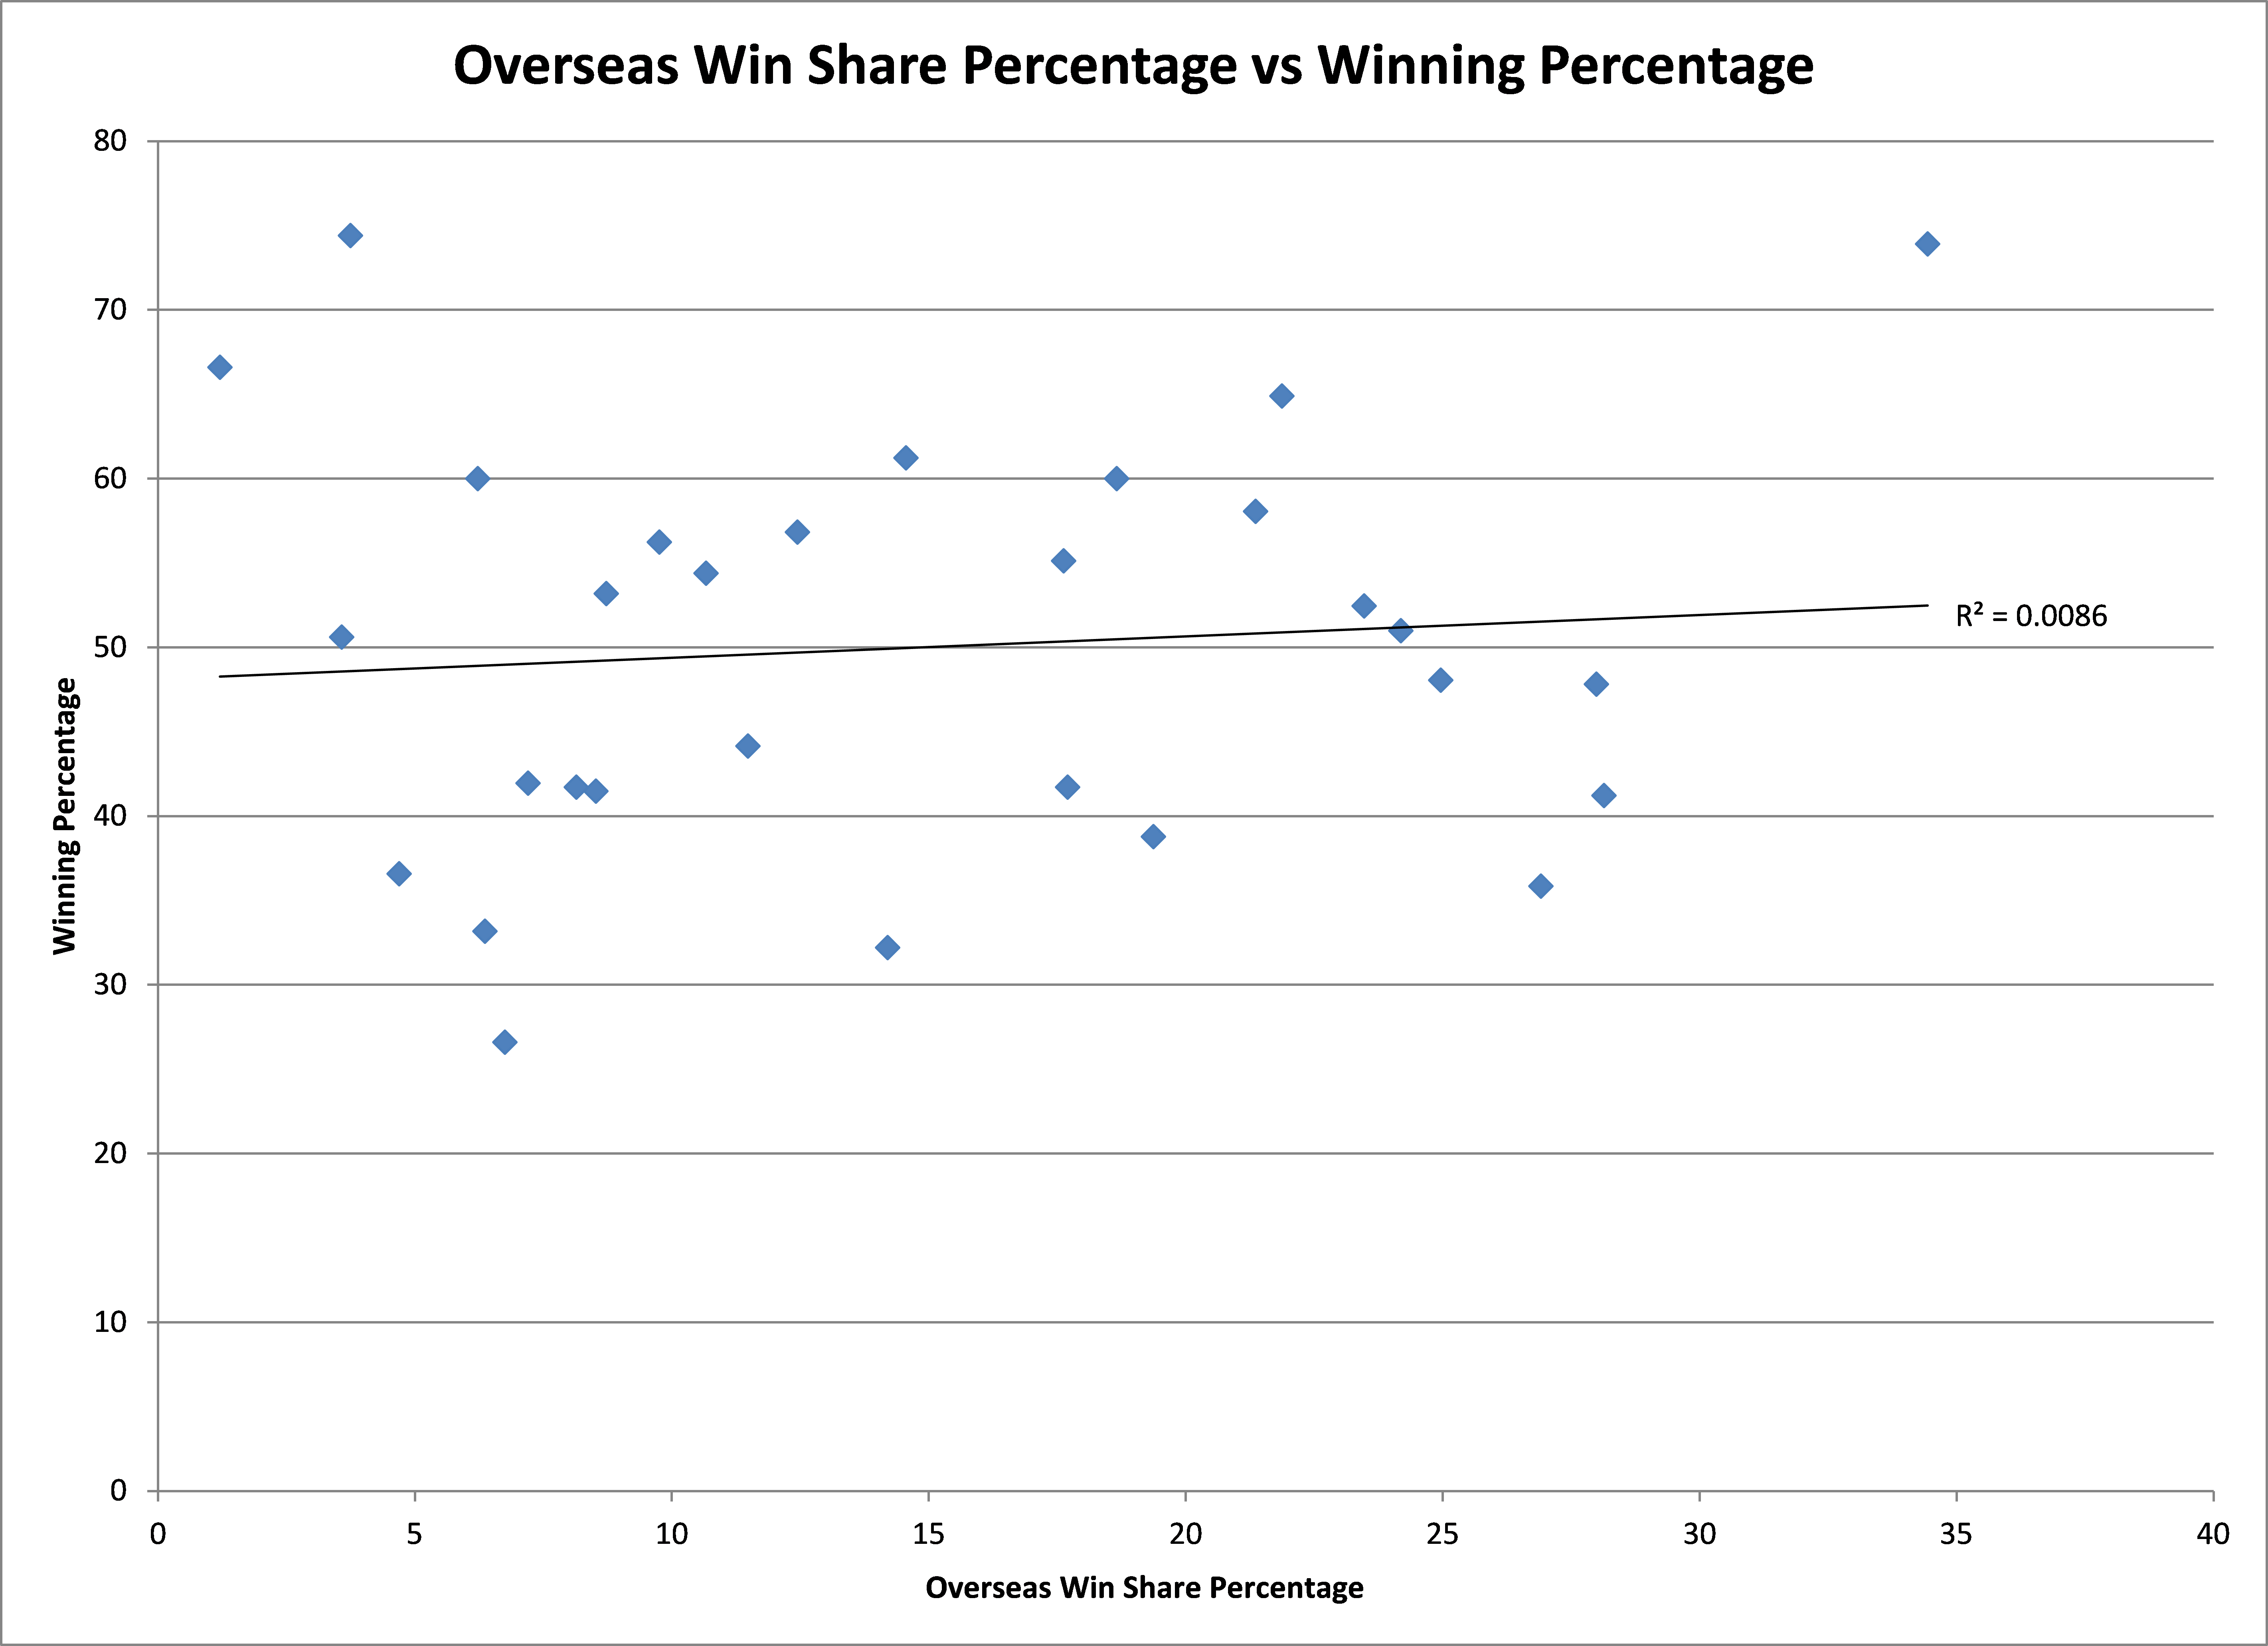 Overseas Win Share Percentage vs Winning Percentage
80
70
60
50
40
30
20
10
0
Winning Percentage
R² = 0.0086
0 5 10 15 20 25 30 35 40
Overseas Win Share Percentage